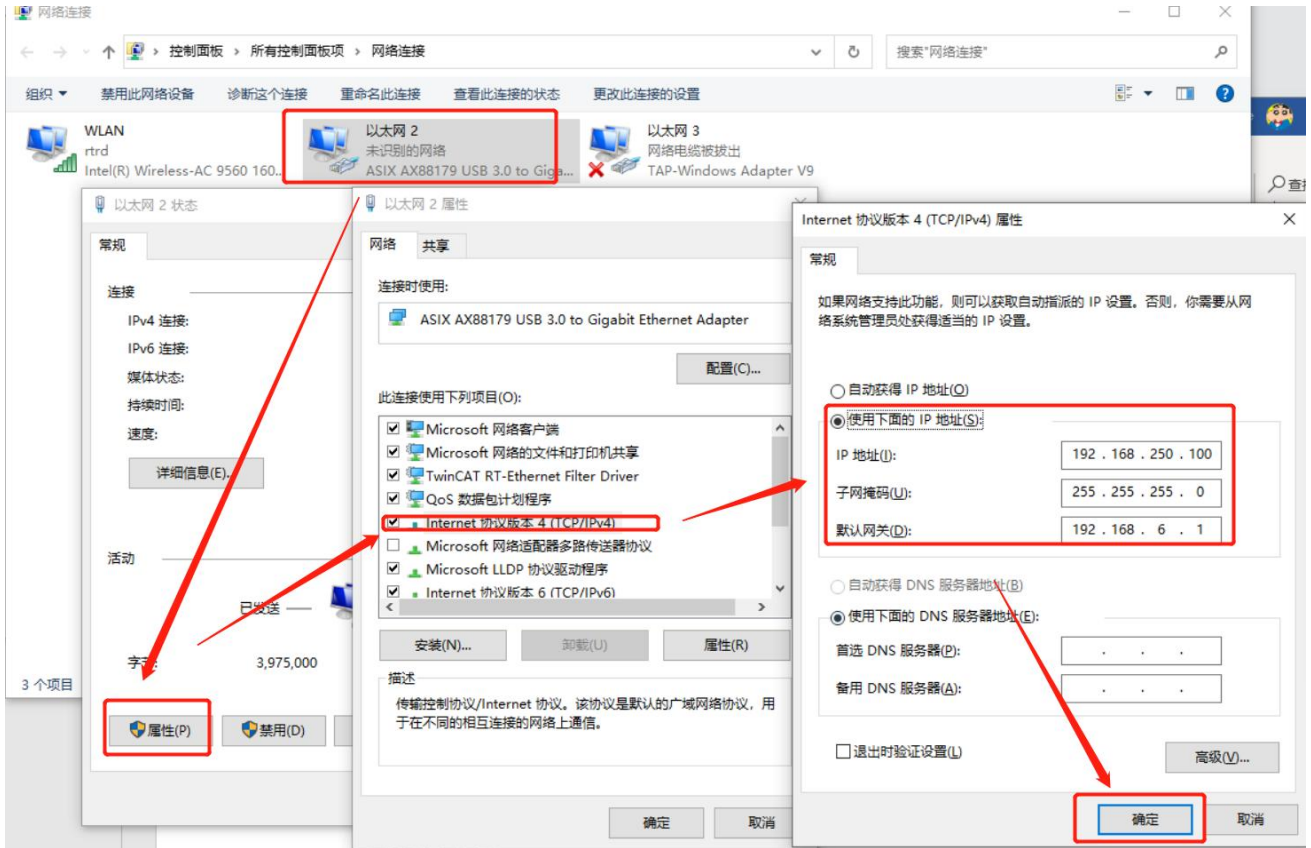 网络连接
控制面板 › 所有控制面板项 › 网络连接
搜索"网络连接"
组织 禁用此网络设备 诊断这个连接 重命名此连接 查看此连接的状态 更改此连接的设置
WLAN
rtrd
Intel(R) Wireless-AC 9560 160...
以太网 2
未识别的网络
ASIX AX88179 USB 3.0 to Giga...
以太网 3
网络电缆被拔出
TAP-Windows Adapter V9
3 个项目
以太网 2 状态
常规
连接
IPv4 连接:
IPv6 连接:
媒体状态:
持续时间:
速度:
详细信息(E)...
活动
已发送 —
字节:
3,975,000
属性(P)
禁用(D)
以太网 2 属性
网络 共享
连接时使用:
ASIX AX88179 USB 3.0 to Gigabit Ethernet Adapter
配置(C)...
此连接使用下列项目(O):
Microsoft 网络客户端
Microsoft 网络的文件和打印机共享
TwinCAT RT-Ethernet Filter Driver
QoS 数据包计划程序
Internet 协议版本 4 (TCP/IPv4)
Microsoft 网络适配器多路传送器协议
Microsoft LLDP 协议驱动程序
Internet 协议版本 6 (TCP/IPv6)
安装(N)... 卸载(U) 属性(R)
描述
传输控制协议/Internet 协议。该协议是默认的广域网络协议，用
于在不同的相互连接的网络上通信。
确定 取消
Internet 协议版本 4 (TCP/IPv4) 属性
常规
如果网络支持此功能，则可以获取自动指派的 IP 设置。否则，你需要从网
络系统管理员处获得适当的 IP 设置。
自动获得 IP 地址(O)
使用下面的 IP 地址(S):
IP 地址(I): 192 . 168 . 250 . 100
子网掩码(U): 255 . 255 . 255 . 0
默认网关(D): 192 . 168 . 6 . 1
自动获得 DNS 服务器地址(B)
使用下面的 DNS 服务器地址(E):
首选 DNS 服务器(P): . . .
备用 DNS 服务器(A): . . .
退出时验证设置(L)
高级(V)...
确定 取消